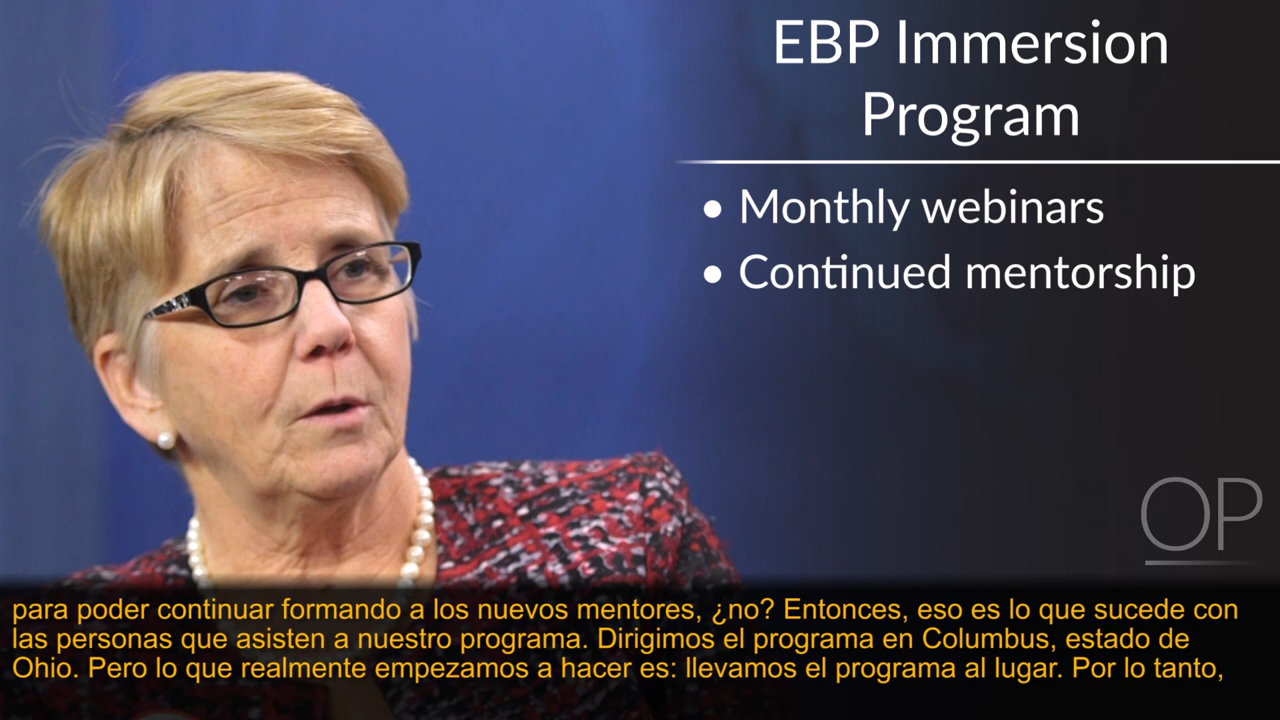 EBP Immersion
Program
• Monthly webinars
• Continued mentorship
OP
para poder continuar formando a los nuevos mentores, ¿no? Entonces, eso es lo que sucede con
las personas que asisten a nuestro programa. Dirigimos el programa en Columbus, estado de
Ohio. Pero lo que realmente empezamos a hacer es: llevamos el programa al lugar. Por lo tanto,